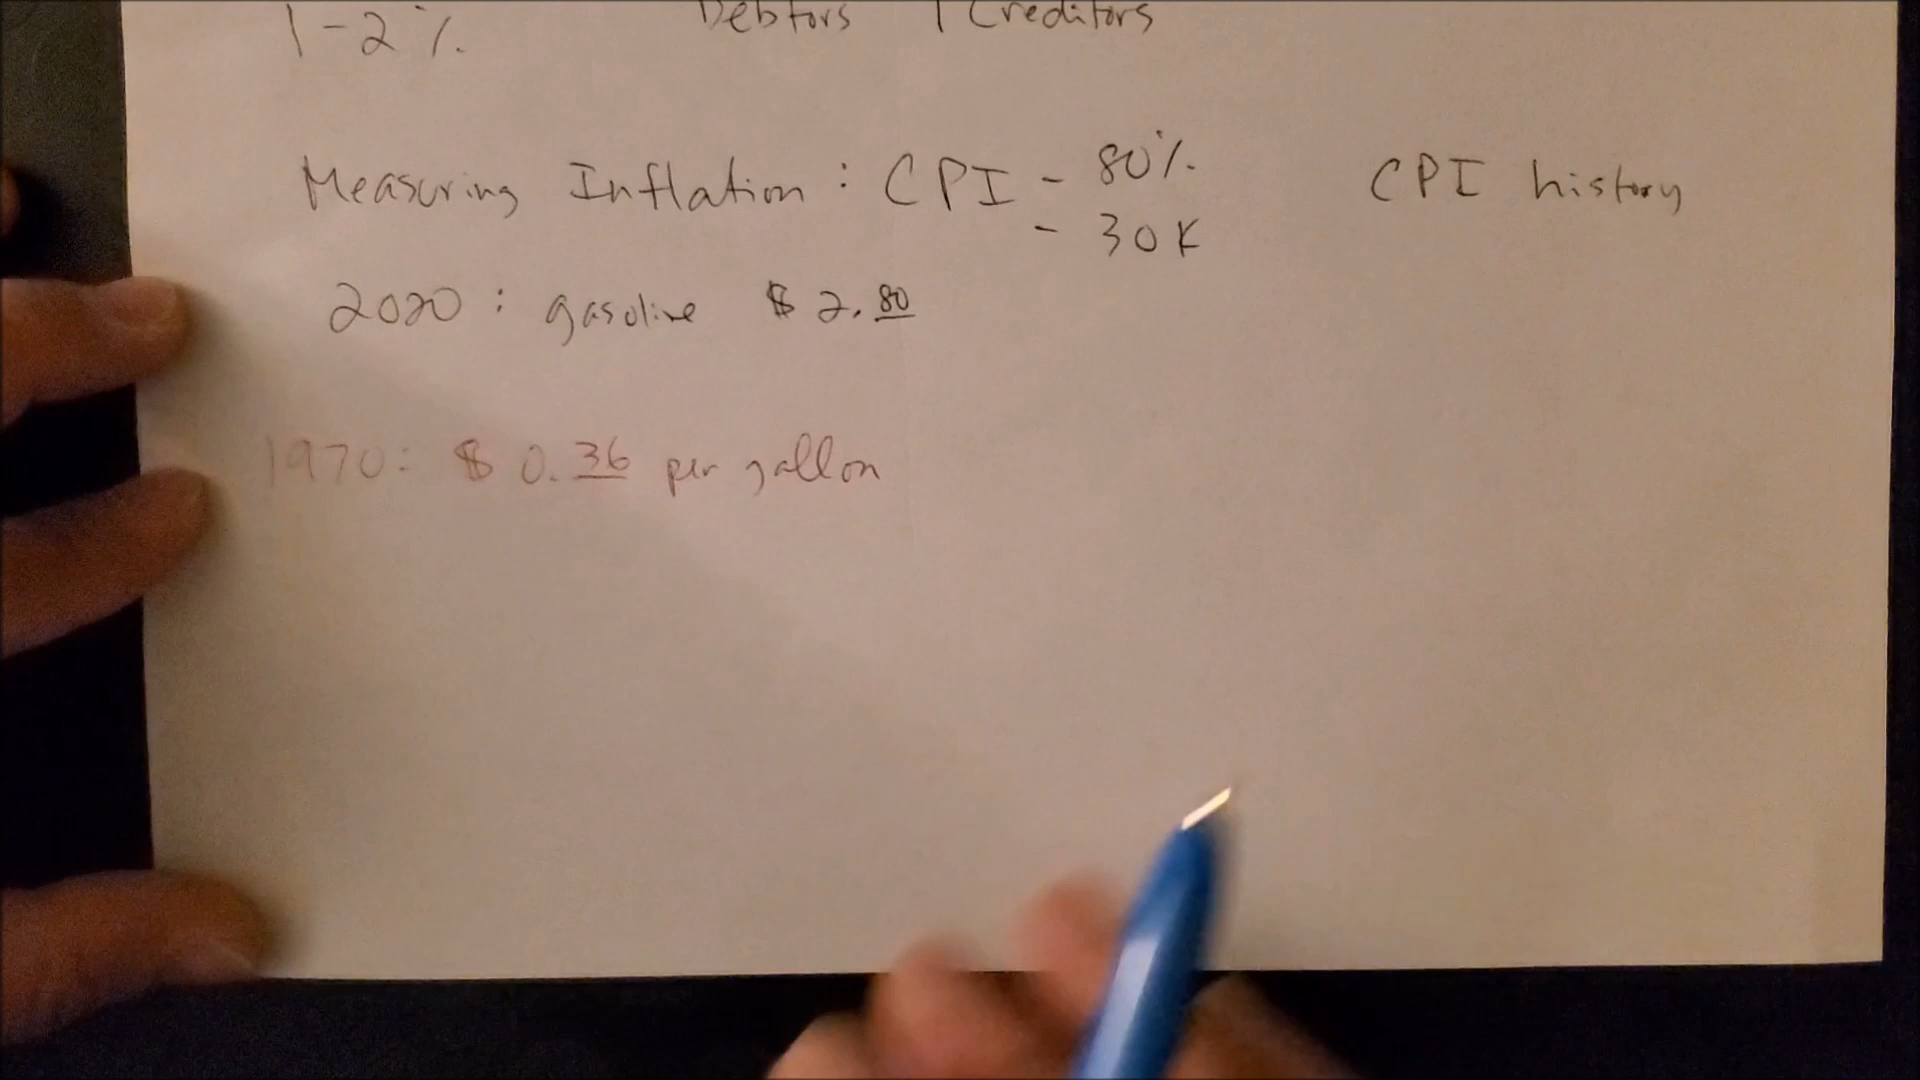 1-2% Debtors | Creditors
Measuring Inflation: CPI - 80% CPI history
- 30K
2020: gasoline $2.80
1970: $0.36 per gallon